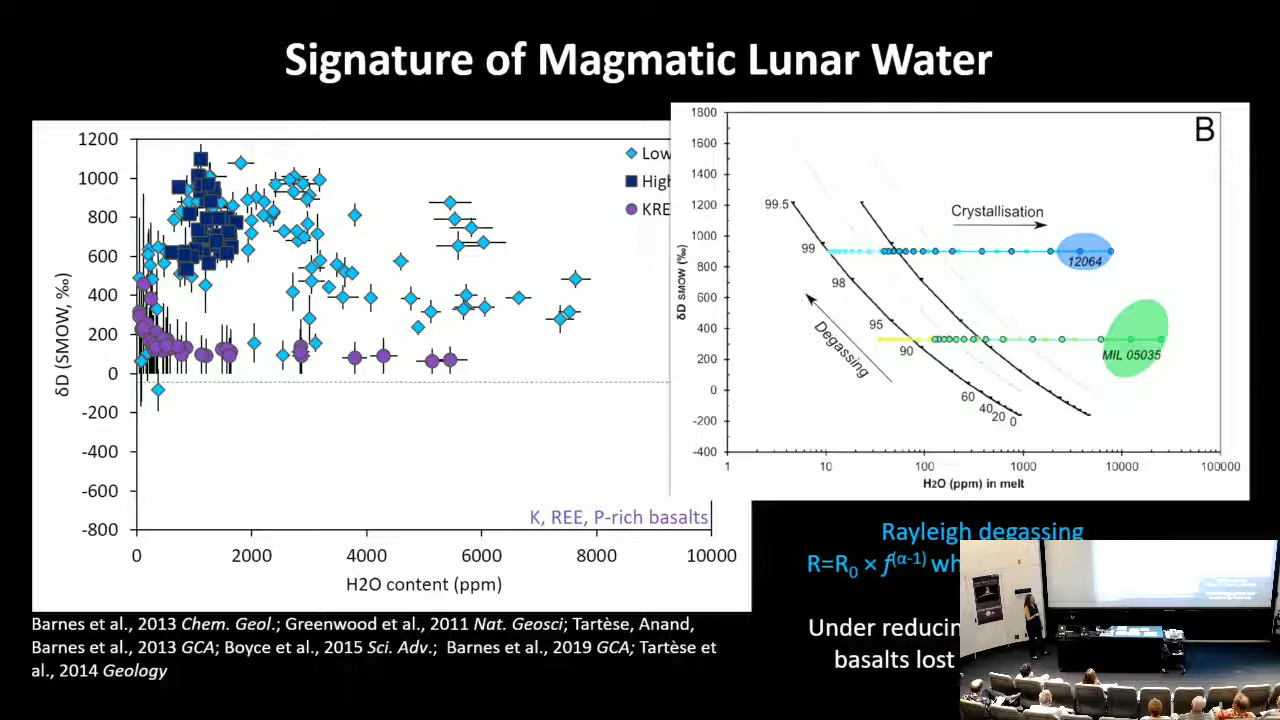 Signature of Magmatic Lunar Water
1200
1000
800
600
400
200
0
-200
-400
-600
-800
δD (SMOW, ‰)
Low
High
KRE
K, REE, P-rich basalts
0
2000
4000
6000
8000
10000
H2O content (ppm)
B
1800
1600
1400
1200
1000
800
600
400
200
0
-200
-400
δD SMOW (‰)
Crystallisation
99.5
99
98
95
90
60
40
20
0
Degassing
12064
MIL 05035
1
10
100
1000
10000
100000
H2O (ppm) in melt
Barnes et al., 2013 Chem. Geol.; Greenwood et al., 2011 Nat. Geosci; Tartèse, Anand,
Barnes et al., 2013 GCA; Boyce et al., 2015 Sci. Adv.; Barnes et al., 2019 GCA; Tartèse et
al., 2014 Geology
Rayleigh degassing
R=R₀ × f⁽α⁻¹⁾ wh
Under reducin
basalts lost